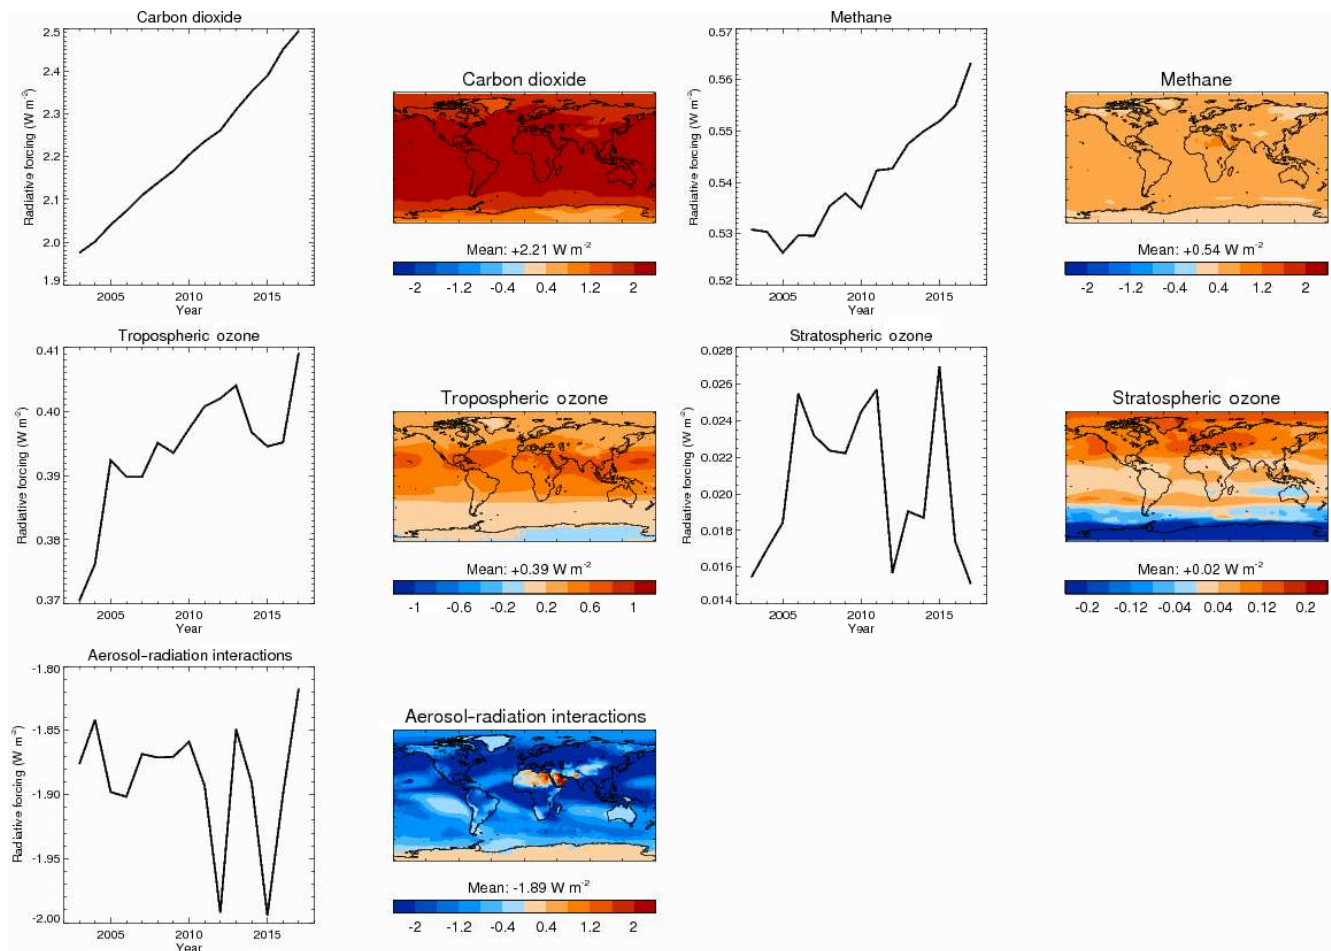 Carbon dioxide
2.5
2.4
2.3
2.2
2.1
2.0
1.9
Radiative forcing (W m-2)
2005 2010 2015
Year
Carbon dioxide
Mean: +2.21 W m-2
-2 -1.2 -0.4 0.4 1.2 2
Methane
0.57
0.56
0.55
0.54
0.53
0.52
Radiative forcing (W m-2)
2005 2010 2015
Year
Methane
Mean: +0.54 W m-2
-2 -1.2 -0.4 0.4 1.2 2
Tropospheric ozone
0.41
0.40
0.39
0.38
0.37
Radiative forcing (W m-2)
2005 2010 2015
Year
Tropospheric ozone
Mean: +0.39 W m-2
-1 -0.6 -0.2 0.2 0.6 1
Stratospheric ozone
0.028
0.026
0.024
0.022
0.020
0.018
0.016
0.014
Radiative forcing (W m-2)
2005 2010 2015
Year
Stratospheric ozone
Mean: +0.02 W m-2
-0.2 -0.12 -0.04 0.04 0.12 0.2
Aerosol-radiation interactions
-1.80
-1.85
-1.90
-1.95
-2.00
Radiative forcing (W m-2)
2005 2010 2015
Year
Aerosol-radiation interactions
Mean: -1.89 W m-2
-2 -1.2 -0.4 0.4 1.2 2